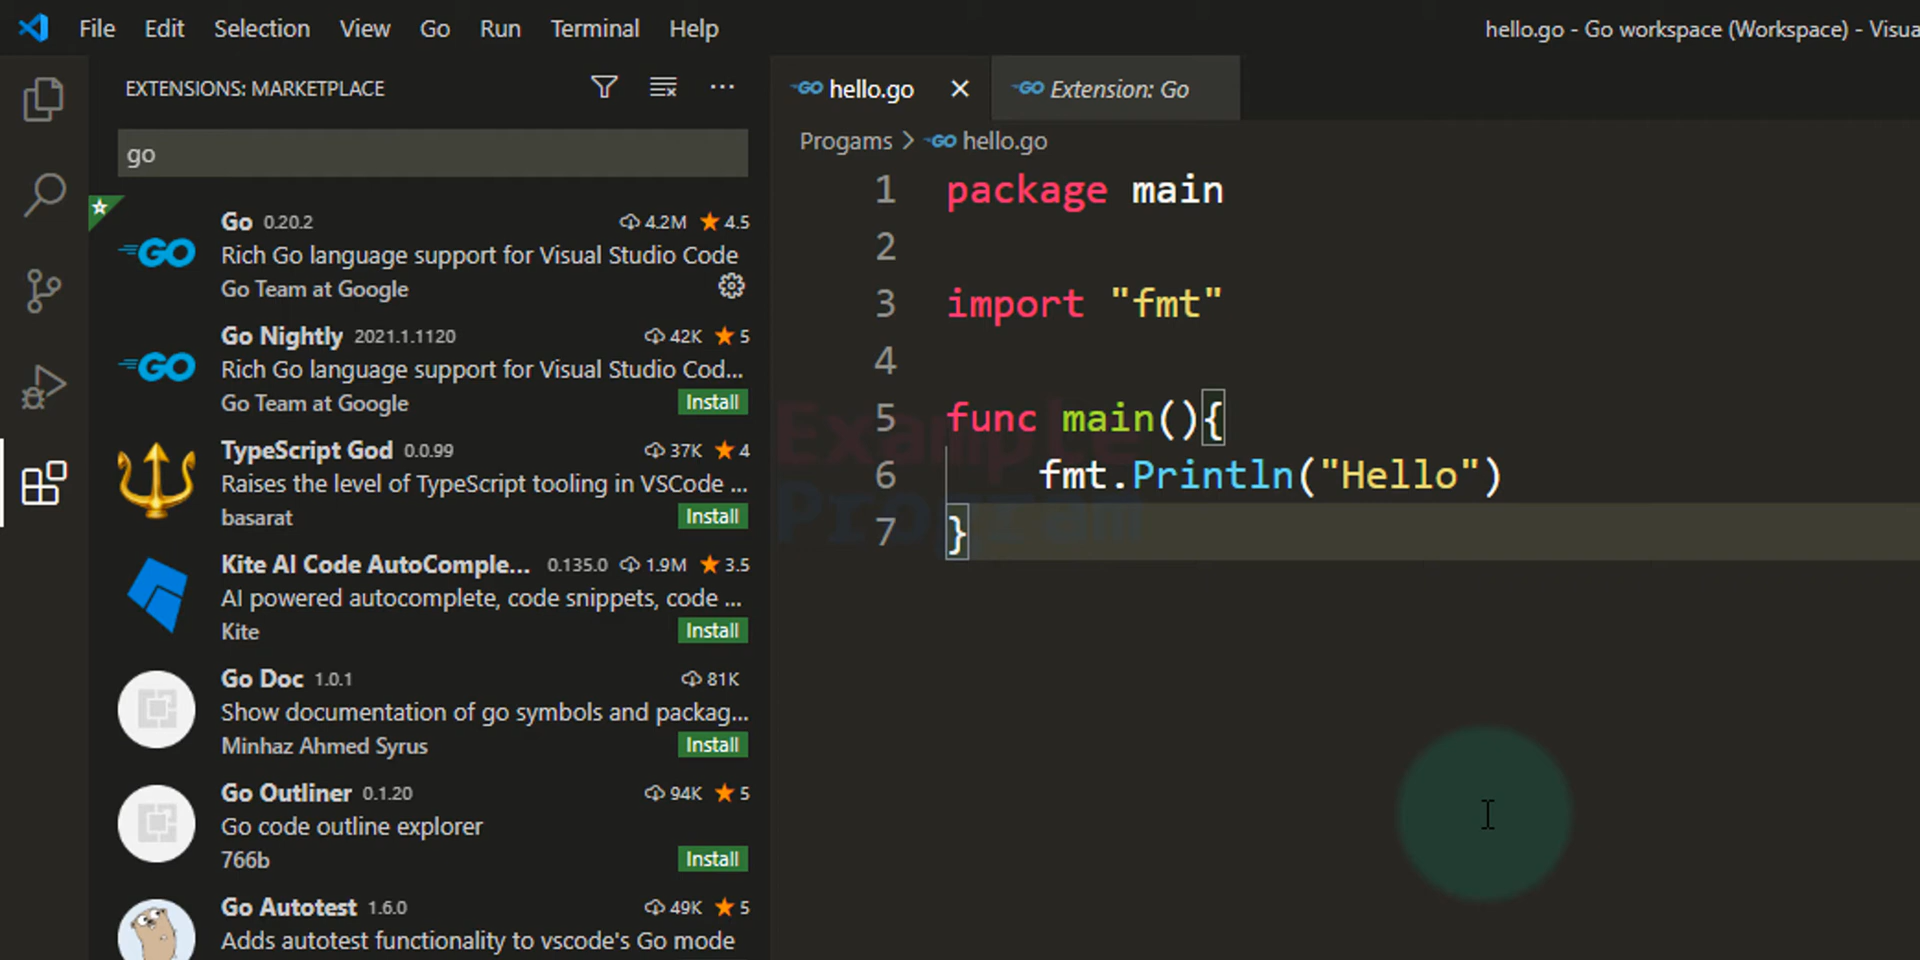 File Edit Selection View Go Run Terminal Help
hello.go - Go workspace (Workspace) - Visua
EXTENSIONS: MARKETPLACE
go
Go 0.20.2 4.2M 4.5
Rich Go language support for Visual Studio Code
Go Team at Google
Go Nightly 2021.1.1120 42K 5
Rich Go language support for Visual Studio Cod...
Go Team at Google Install
TypeScript God 0.0.99 37K 4
Raises the level of TypeScript tooling in VSCode ...
basarat Install
Kite AI Code AutoComple... 0.135.0 1.9M 3.5
AI powered autocomplete, code snippets, code ...
Kite Install
Go Doc 1.0.1 81K
Show documentation of go symbols and packag...
Minhaz Ahmed Syrus Install
Go Outliner 0.1.20 94K 5
Go code outline explorer
766b Install
Go Autotest 1.6.0 49K 5
Adds autotest functionality to vscode's Go mode
GO
GO
GO hello.go GO Extension: Go
Progams > GO hello.go
1 package main
2
3 import "fmt"
4
5 func main(){
6 fmt.Println("Hello")
7 }
Example
Program